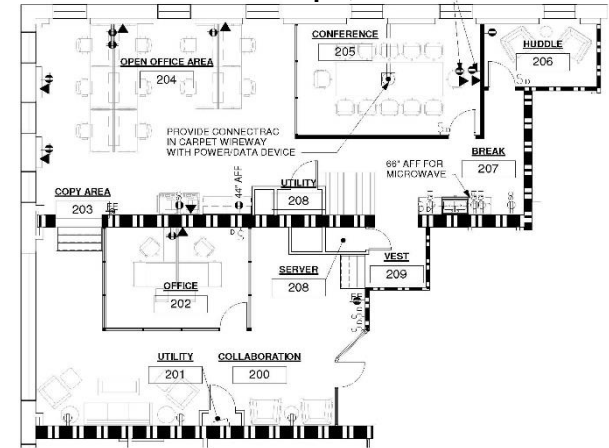 CONFERENCE
205
HUDDLE
206
OPEN OFFICE AREA
204
PROVIDE CONNECTRAC
IN CARPET WIREWAY
WITH POWER/DATA DEVICE
66" AFF FOR
MICROWAVE
BREAK
207
44" AFF
UTILITY
208
COPY AREA
203
SERVER
208
VEST
209
OFFICE
202
UTILITY
201
COLLABORATION
200